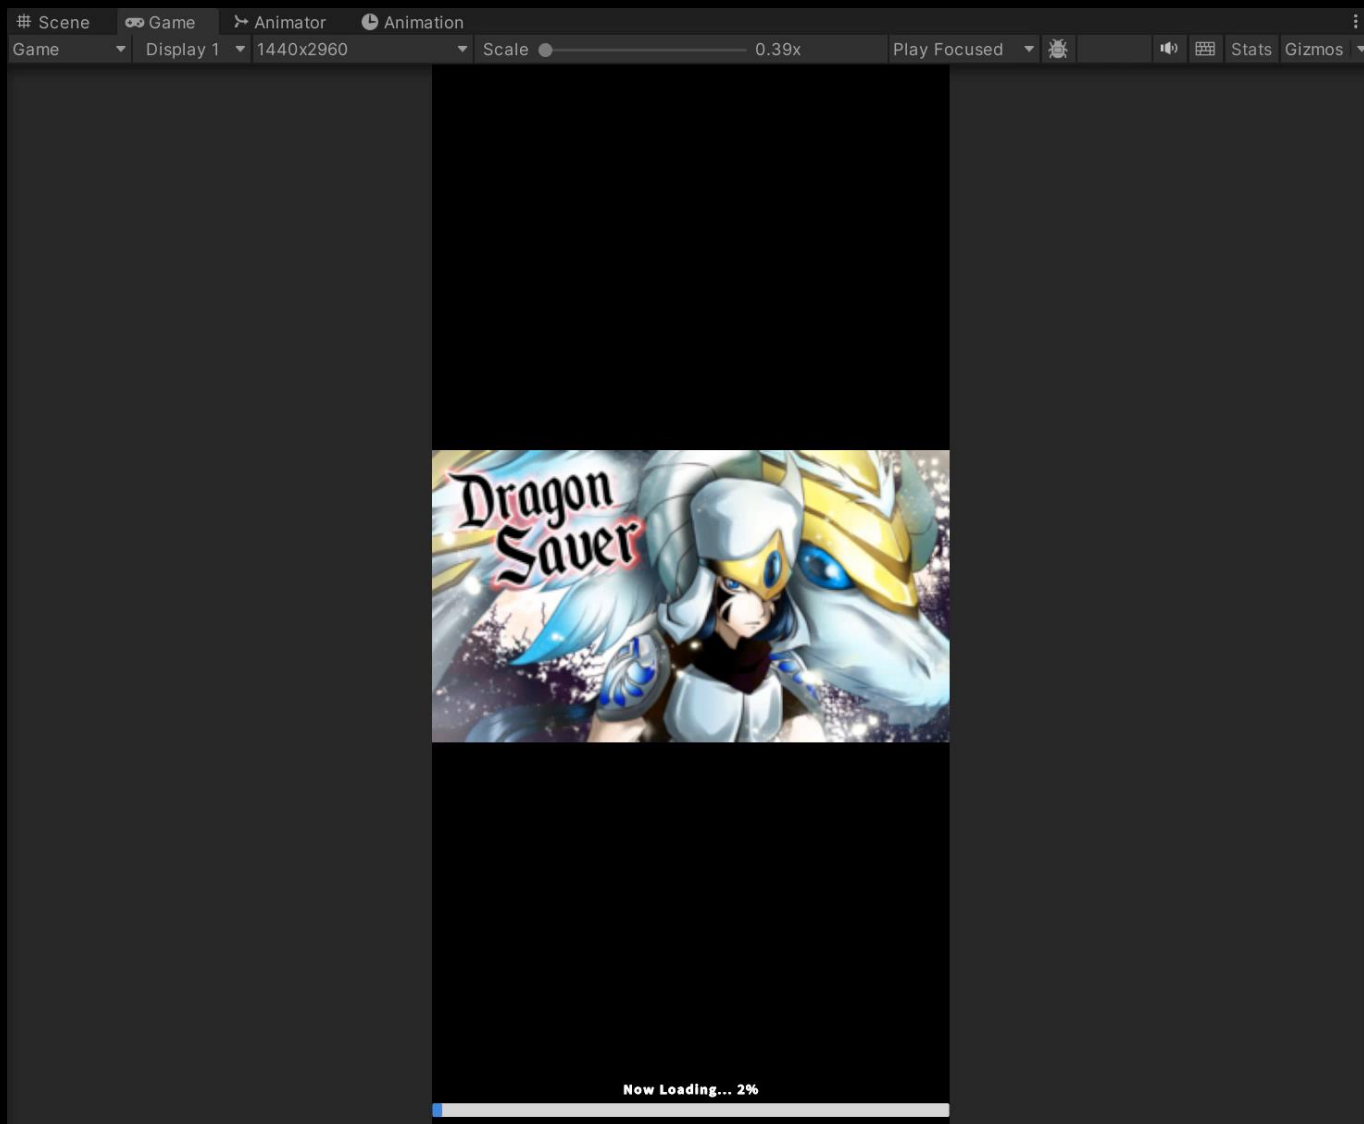 Scene Game Animator Animation
Game Display 1 1440x2960 Scale 0.39x Play Focused Stats Gizmos
Dragon
Saver
Now Loading... 2%